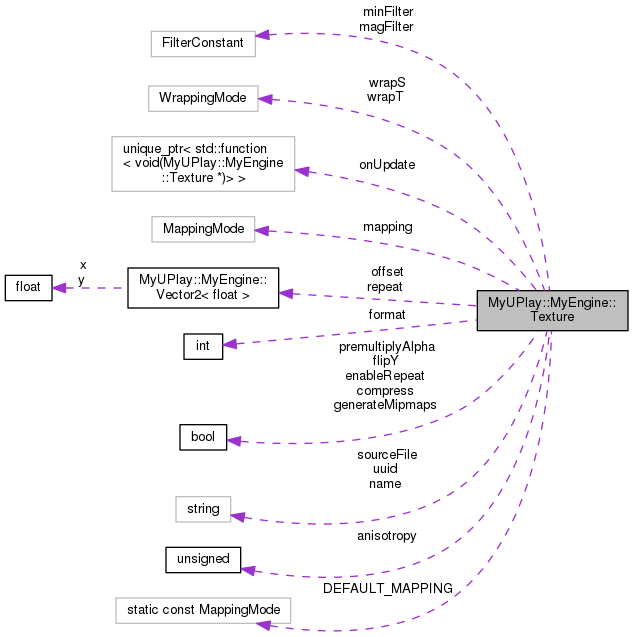 minFilter
magFilter
FilterConstant
wrapS
wrapT
WrappingMode
unique_ptr< std::function
< void(MyUPlay::MyEngine
::Texture *)> >
onUpdate
MappingMode
mapping
float
x
y
MyUPlay::MyEngine::
Vector2< float >
offset
repeat
MyUPlay::MyEngine::
Texture
int
format
premultiplyAlpha
flipY
enableRepeat
compress
generateMipmaps
bool
sourceFile
uuid
name
string
anisotropy
unsigned
DEFAULT_MAPPING
static const MappingMode